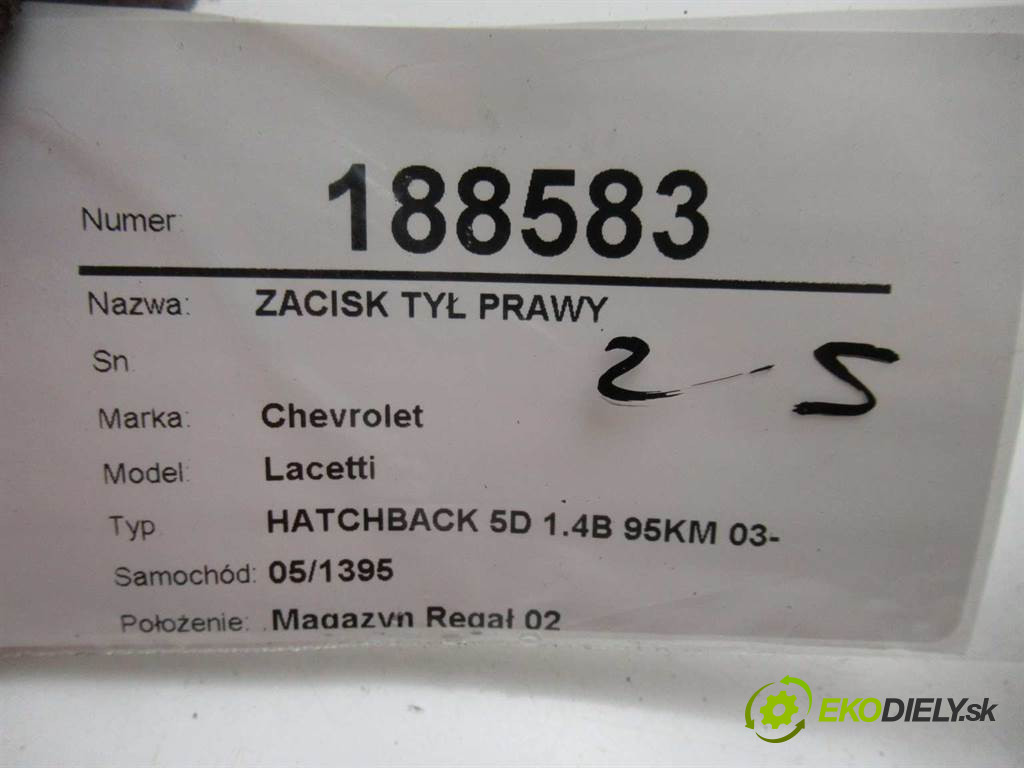 Numer: 188583
Nazwa: ZACISK TYŁ PRAWY
2-5
Sn
Marka: Chevrolet
Model: Lacetti
Typ HATCHBACK 5D 1.4B 95KM 03-
Samochód: 05/1395
Położenie: Magazyn Regał 02
EKODIELY.sk